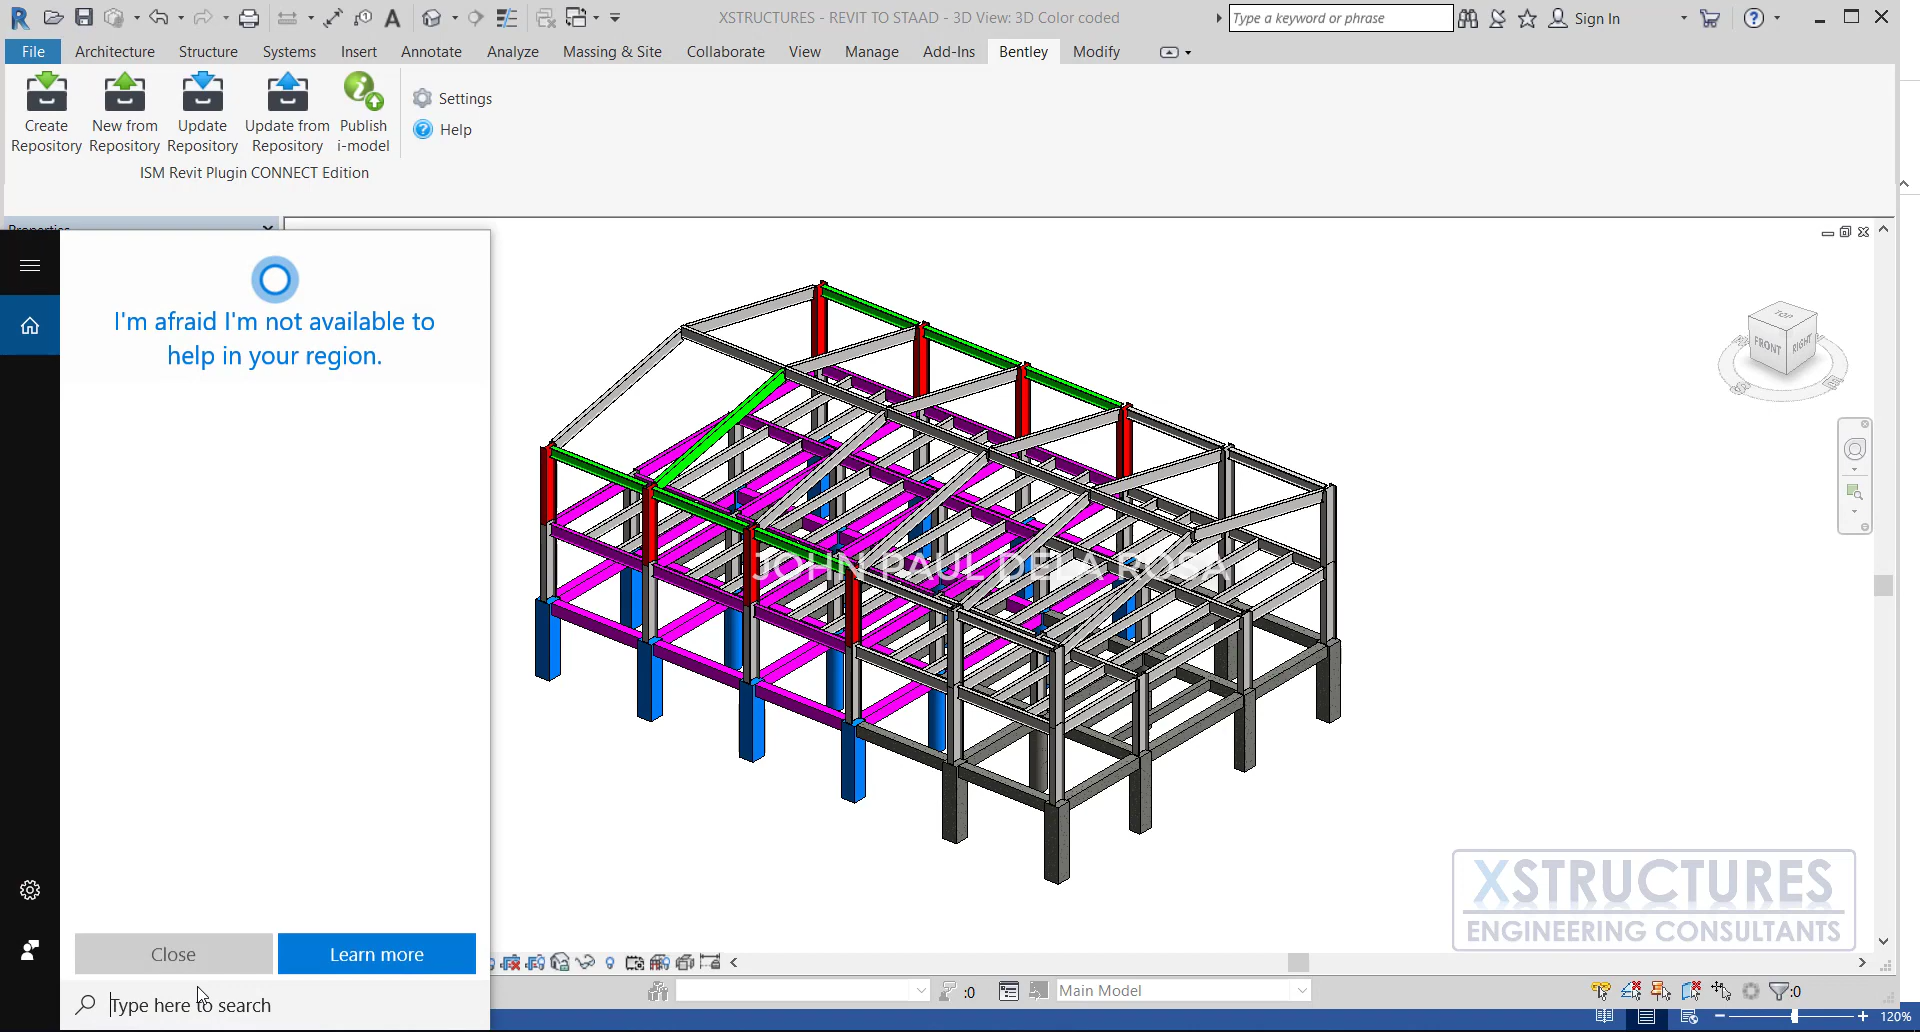 XSTRUCTURES - REVIT TO STAAD - 3D View: 3D Color coded
Type a keyword or phrase
Sign In
File Architecture Structure Systems Insert Annotate Analyze Massing & Site Collaborate View Manage Add-Ins Bentley Modify
Create Repository
New from Repository
Update Repository
Update from Repository
Publish i-model
Settings
Help
ISM Revit Plugin CONNECT Edition
Properties
I'm afraid I'm not available to
help in your region.
TOP
FRONT
RIGHT
JOHN PAUL DELA ROSA
XSTRUCTURES
ENGINEERING CONSULTANTS
Close
Learn more
Type here to search
:0
Main Model
:0
120%